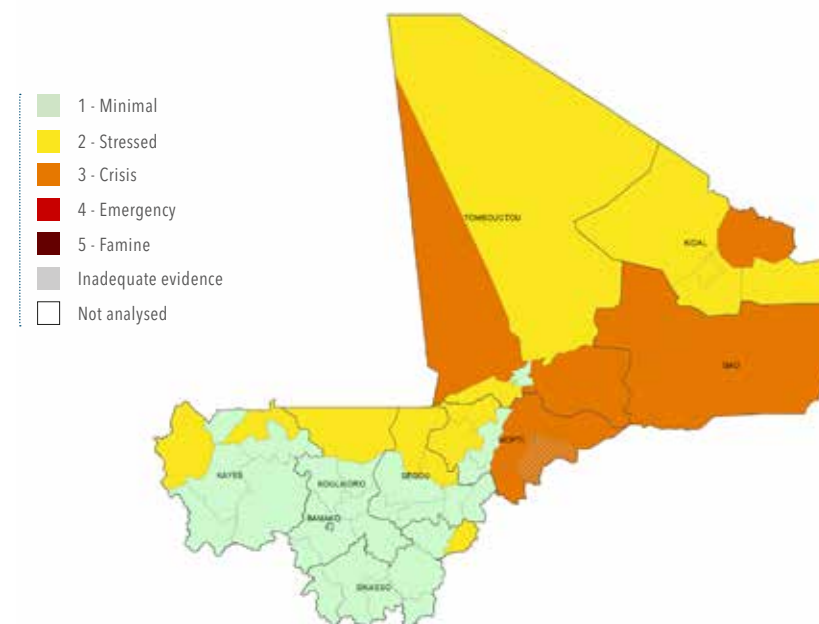 1 - Minimal
2 - Stressed
3 - Crisis
4 - Emergency
5 - Famine
Inadequate evidence
Not analysed
TOMBOUCTOU
KIDAL
GAO
MOPTI
KAYES
SEGOU
KOULIKORO
BAMAKO
SIKASSO